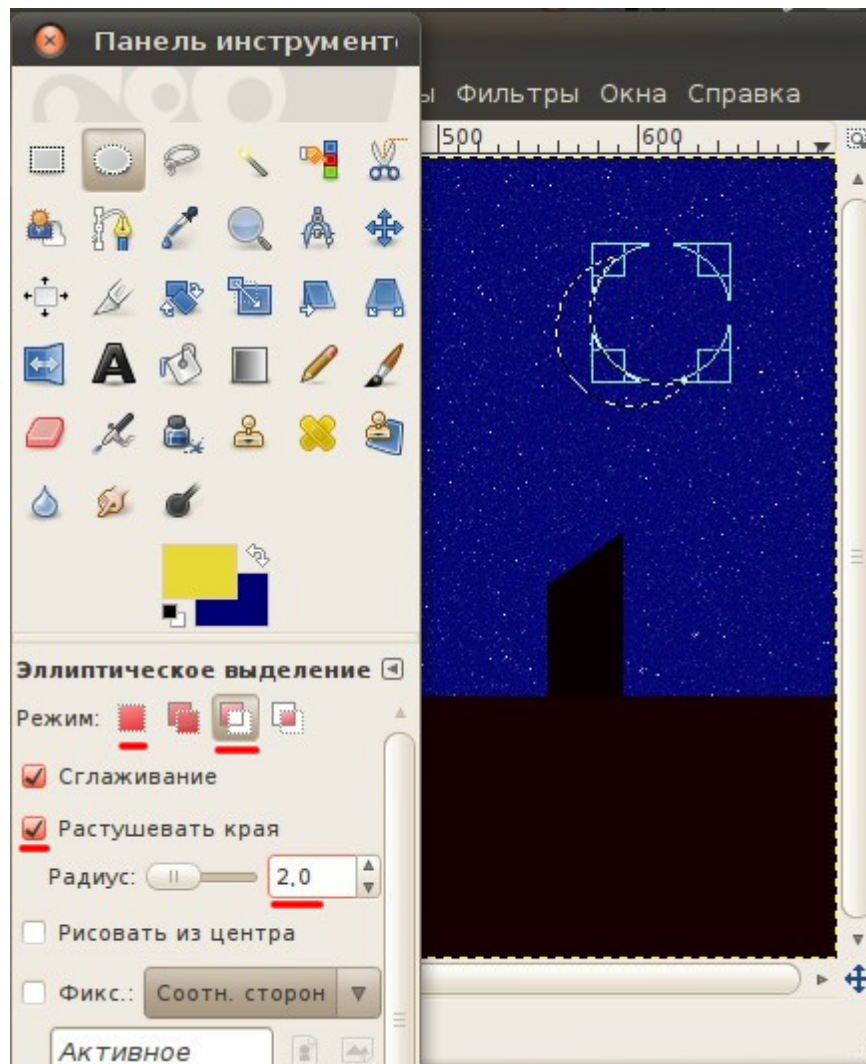 Панель инструменто
ы Фильтры Окна Справка
500 600
Эллиптическое выделение
Режим:
Сглаживание
Растушевать края
Радиус: 2,0
Рисовать из центра
Фикс.: Соотн. сторон
Активное